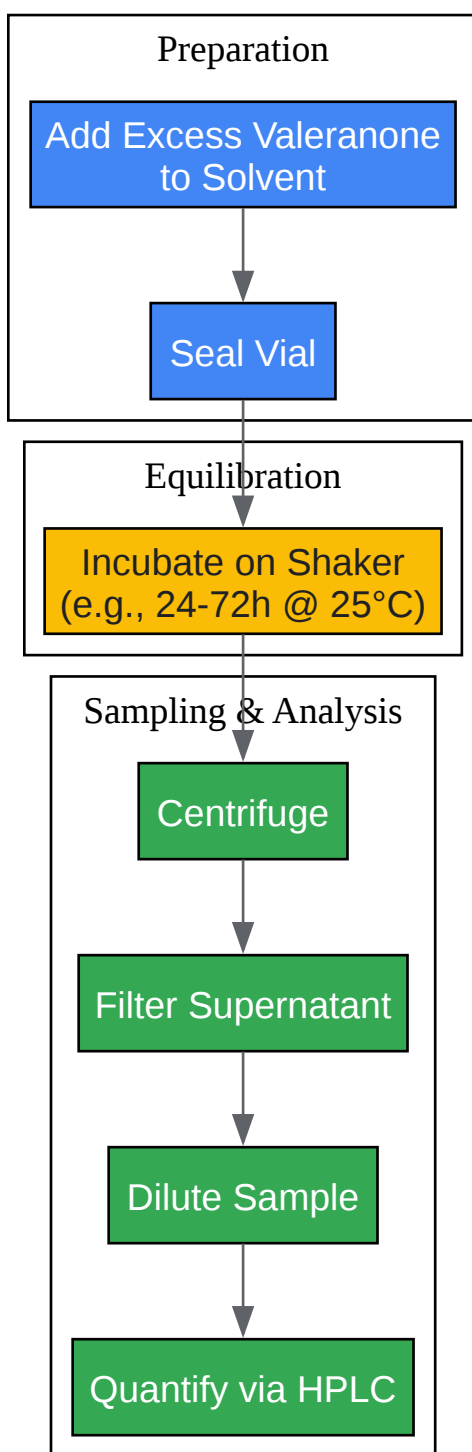 Preparation
Add Excess Valeranone
to Solvent
Seal Vial
Equilibration
Incubate on Shaker
(e.g., 24-72h @ 25°C)
Sampling & Analysis
Centrifuge
Filter Supernatant
Dilute Sample
Quantify via HPLC